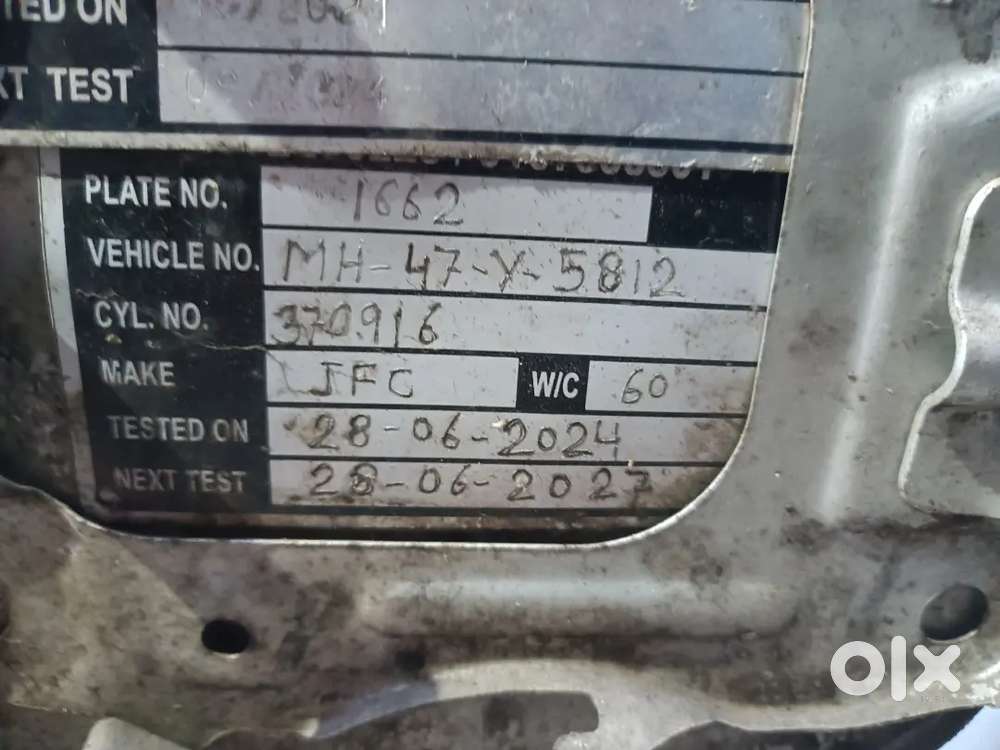 TED ON
XT TEST
PLATE NO. 1662
VEHICLE NO. MH-47-Y-5812
CYL. NO. 370916
MAKE JFC W/C 60
TESTED ON 28-06-2024
NEXT TEST 28-06-2027
olx